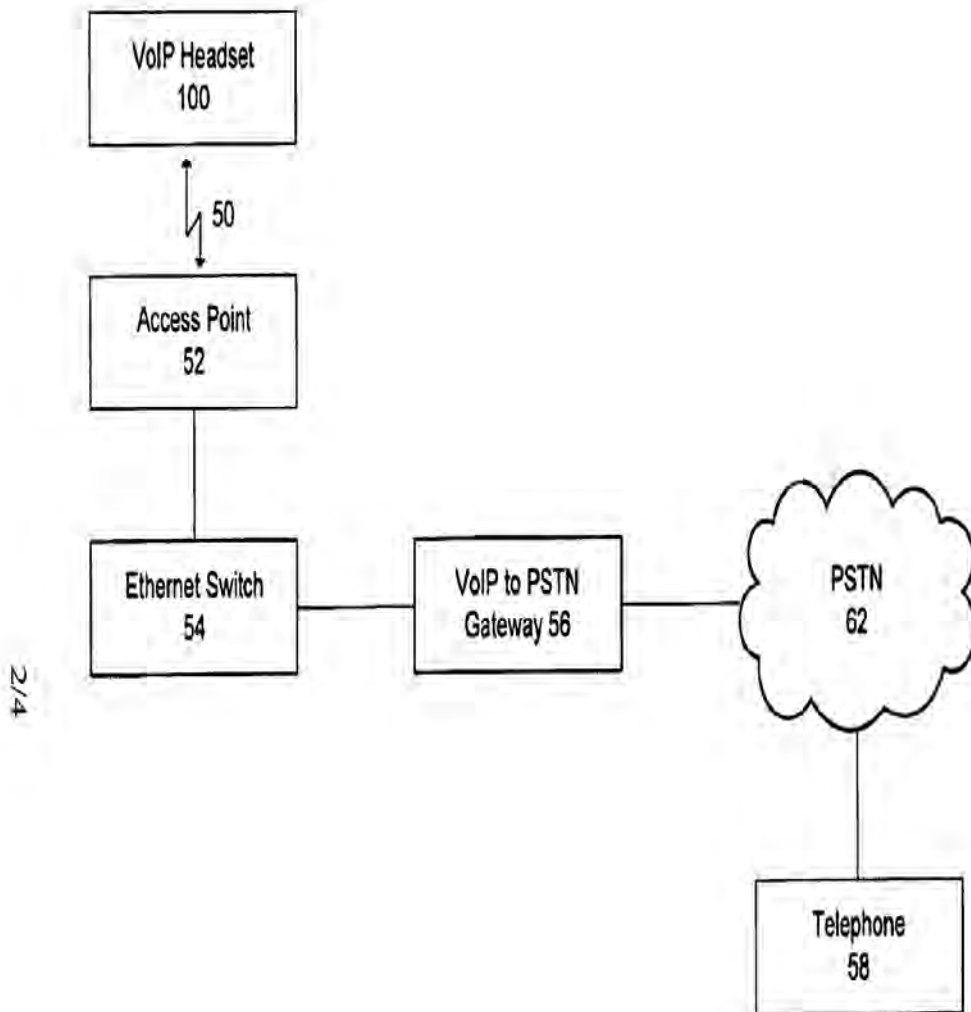 VoIP Headset
100
50
Access Point
52
Ethernet Switch
54
VoIP to PSTN
Gateway 56
PSTN
62
Telephone
58
2/4